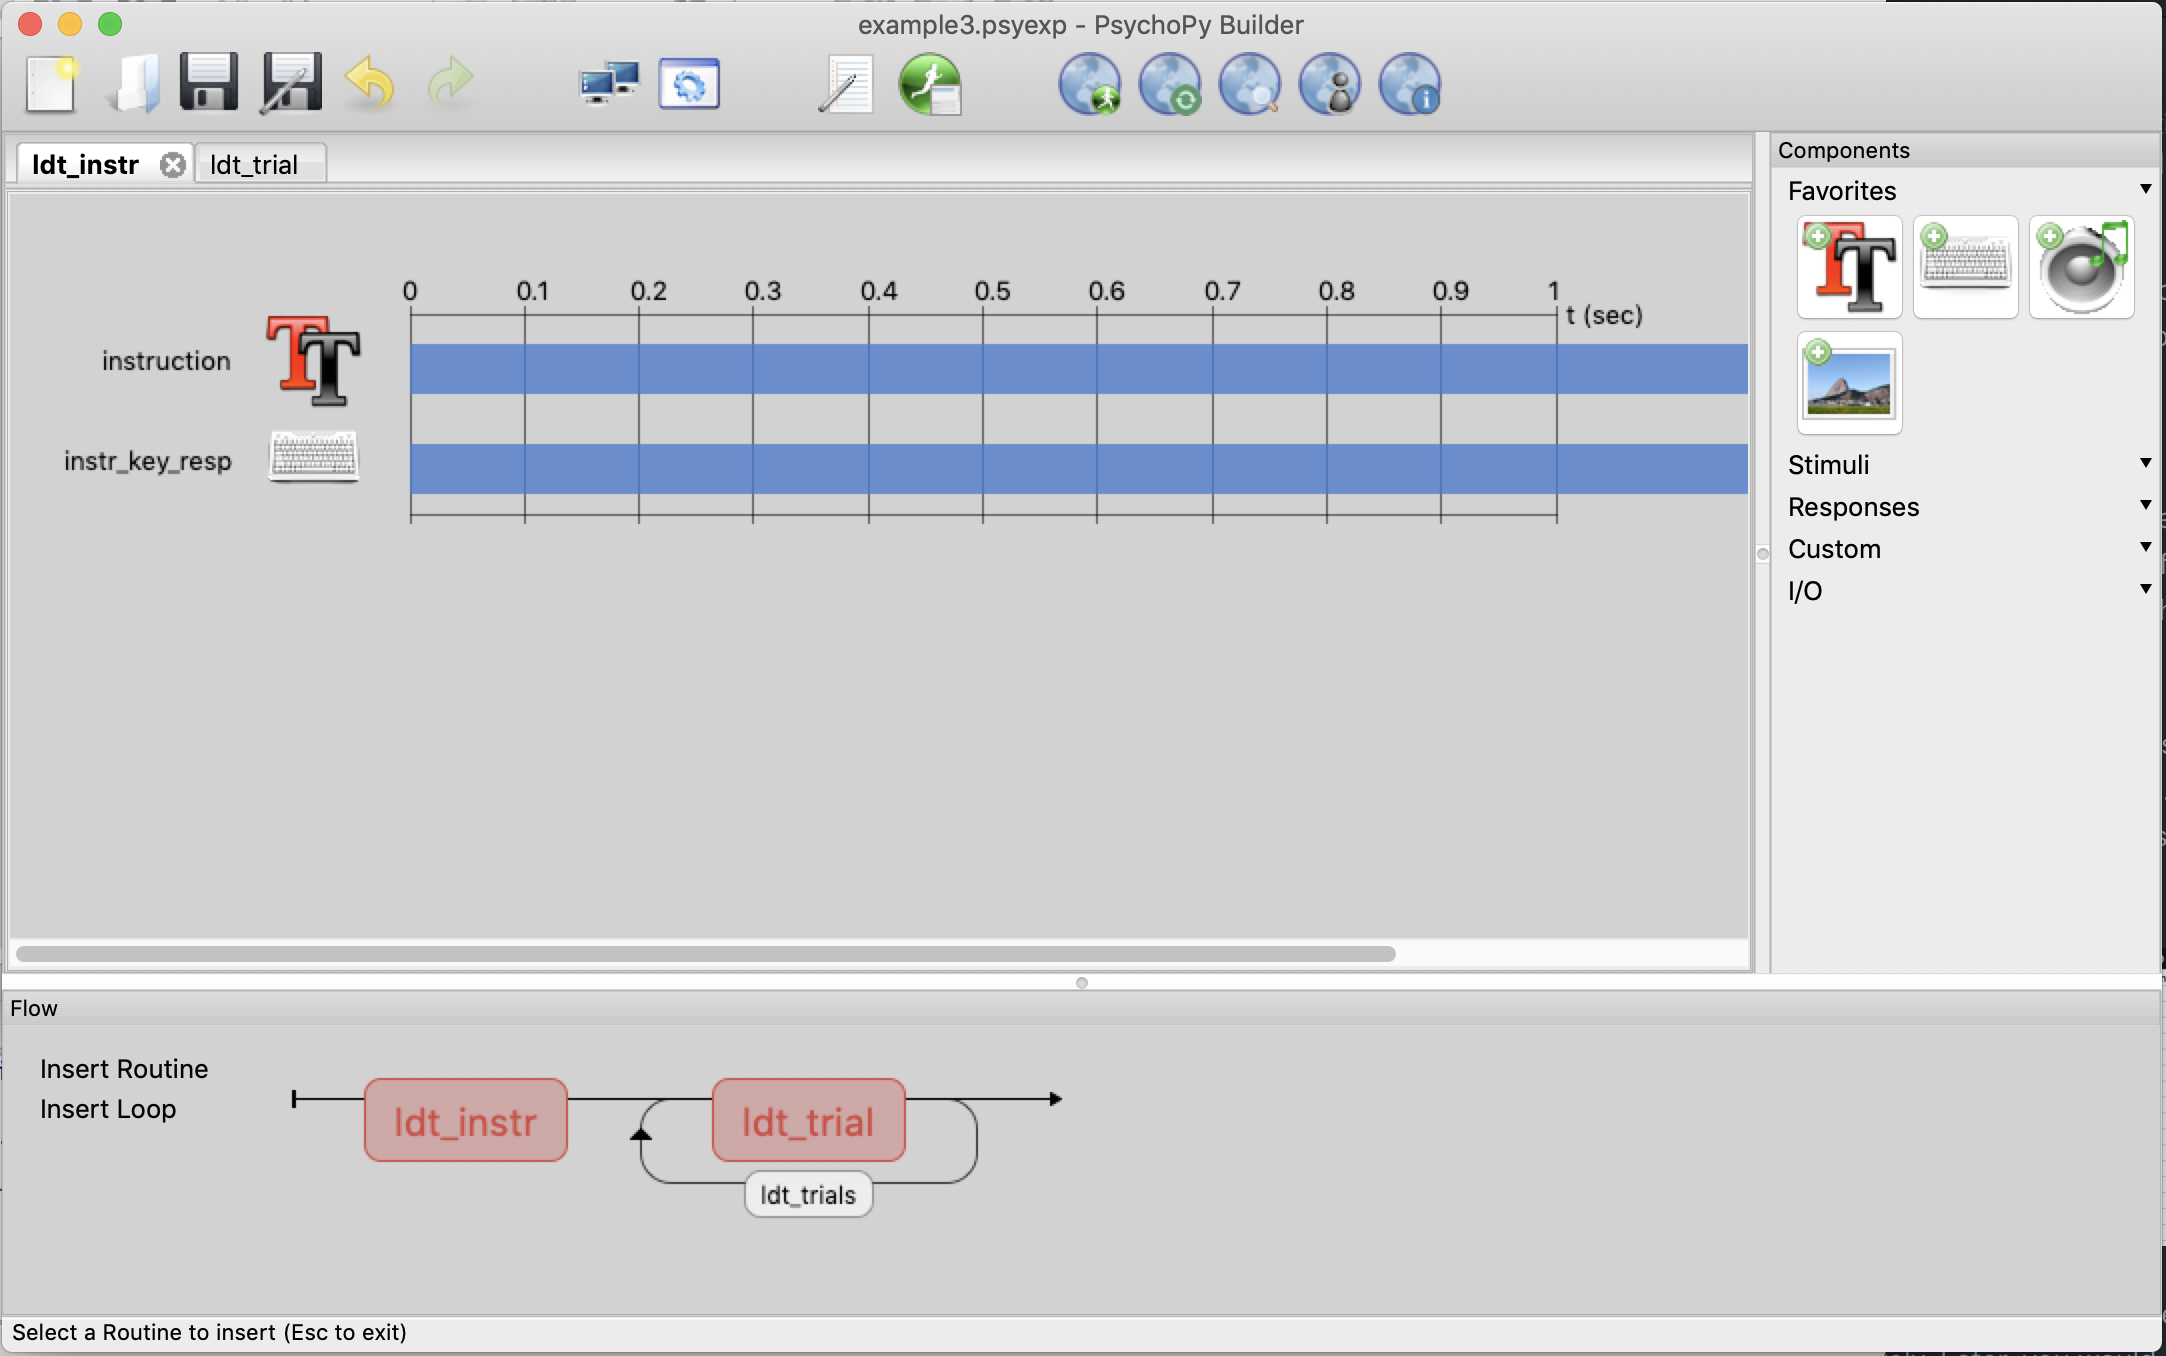 example3.psyexp - PsychoPy Builder
ldt_instr
ldt_trial
Components
Favorites
Stimuli
Responses
Custom
I/O
0 0.1 0.2 0.3 0.4 0.5 0.6 0.7 0.8 0.9 1
t (sec)
instruction
instr_key_resp
Flow
Insert Routine
Insert Loop
ldt_instr
ldt_trial
ldt_trials
Select a Routine to insert (Esc to exit)